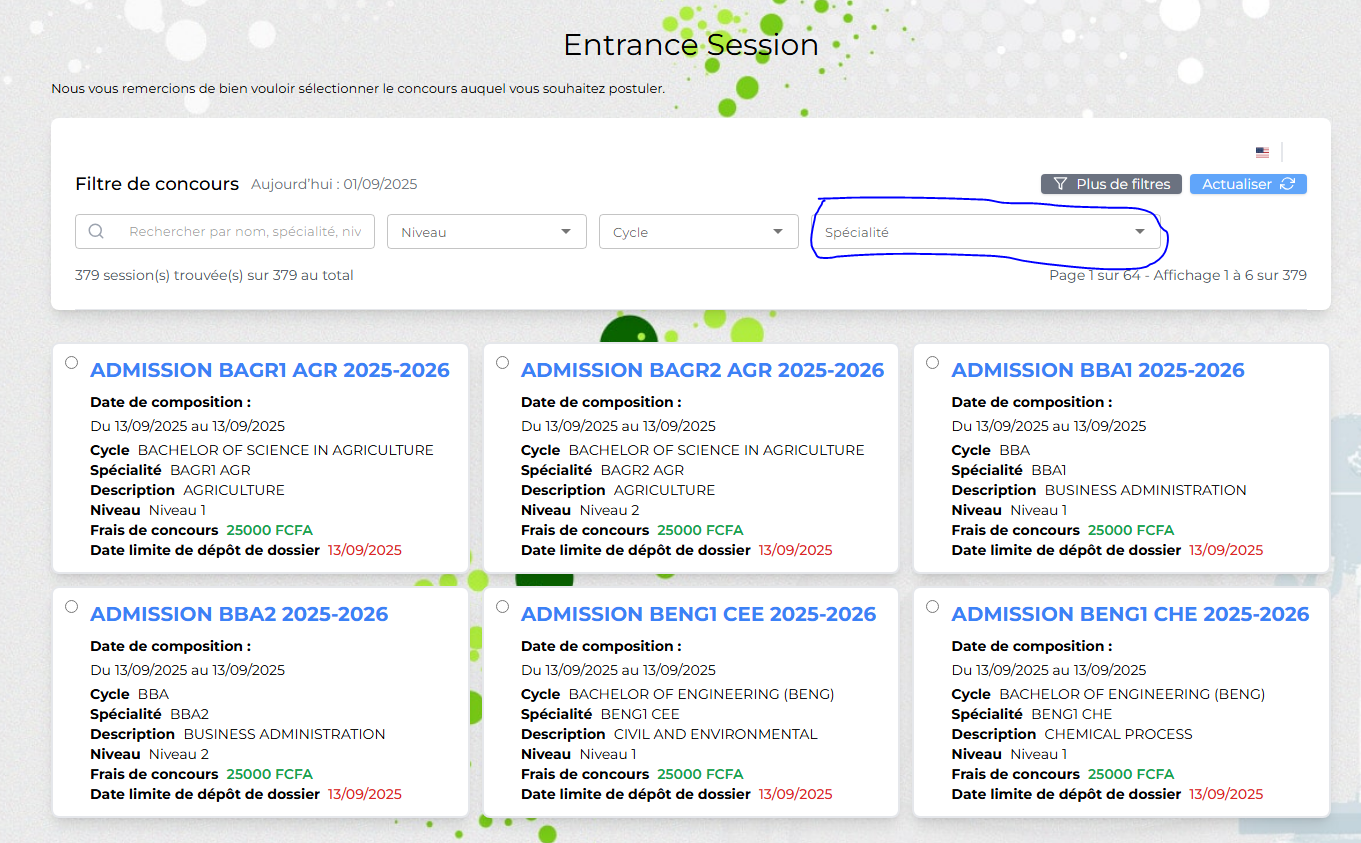 Entrance Session
Nous vous remercions de bien vouloir sélectionner le concours auquel vous souhaitez postuler.
Filtre de concours Aujourd'hui : 01/09/2025
Plus de filtres Actualiser
Rechercher par nom, spécialité, niv Niveau Cycle Spécialité
379 session(s) trouvée(s) sur 379 au total
Page 1 sur 64 - Affichage 1 à 6 sur 379
ADMISSION BAGR1 AGR 2025-2026
Date de composition :
Du 13/09/2025 au 13/09/2025
Cycle BACHELOR OF SCIENCE IN AGRICULTURE
Spécialité BAGR1 AGR
Description AGRICULTURE
Niveau Niveau 1
Frais de concours 25000 FCFA
Date limite de dépôt de dossier 13/09/2025
ADMISSION BAGR2 AGR 2025-2026
Date de composition :
Du 13/09/2025 au 13/09/2025
Cycle BACHELOR OF SCIENCE IN AGRICULTURE
Spécialité BAGR2 AGR
Description AGRICULTURE
Niveau Niveau 2
Frais de concours 25000 FCFA
Date limite de dépôt de dossier 13/09/2025
ADMISSION BBA1 2025-2026
Date de composition :
Du 13/09/2025 au 13/09/2025
Cycle BBA
Spécialité BBA1
Description BUSINESS ADMINISTRATION
Niveau Niveau 1
Frais de concours 25000 FCFA
Date limite de dépôt de dossier 13/09/2025
ADMISSION BBA2 2025-2026
Date de composition :
Du 13/09/2025 au 13/09/2025
Cycle BBA
Spécialité BBA2
Description BUSINESS ADMINISTRATION
Niveau Niveau 2
Frais de concours 25000 FCFA
Date limite de dépôt de dossier 13/09/2025
ADMISSION BENG1 CEE 2025-2026
Date de composition :
Du 13/09/2025 au 13/09/2025
Cycle BACHELOR OF ENGINEERING (BENG)
Spécialité BENG1 CEE
Description CIVIL AND ENVIRONMENTAL
Niveau Niveau 1
Frais de concours 25000 FCFA
Date limite de dépôt de dossier 13/09/2025
ADMISSION BENG1 CHE 2025-2026
Date de composition :
Du 13/09/2025 au 13/09/2025
Cycle BACHELOR OF ENGINEERING (BENG)
Spécialité BENG1 CHE
Description CHEMICAL PROCESS
Niveau Niveau 1
Frais de concours 25000 FCFA
Date limite de dépôt de dossier 13/09/2025